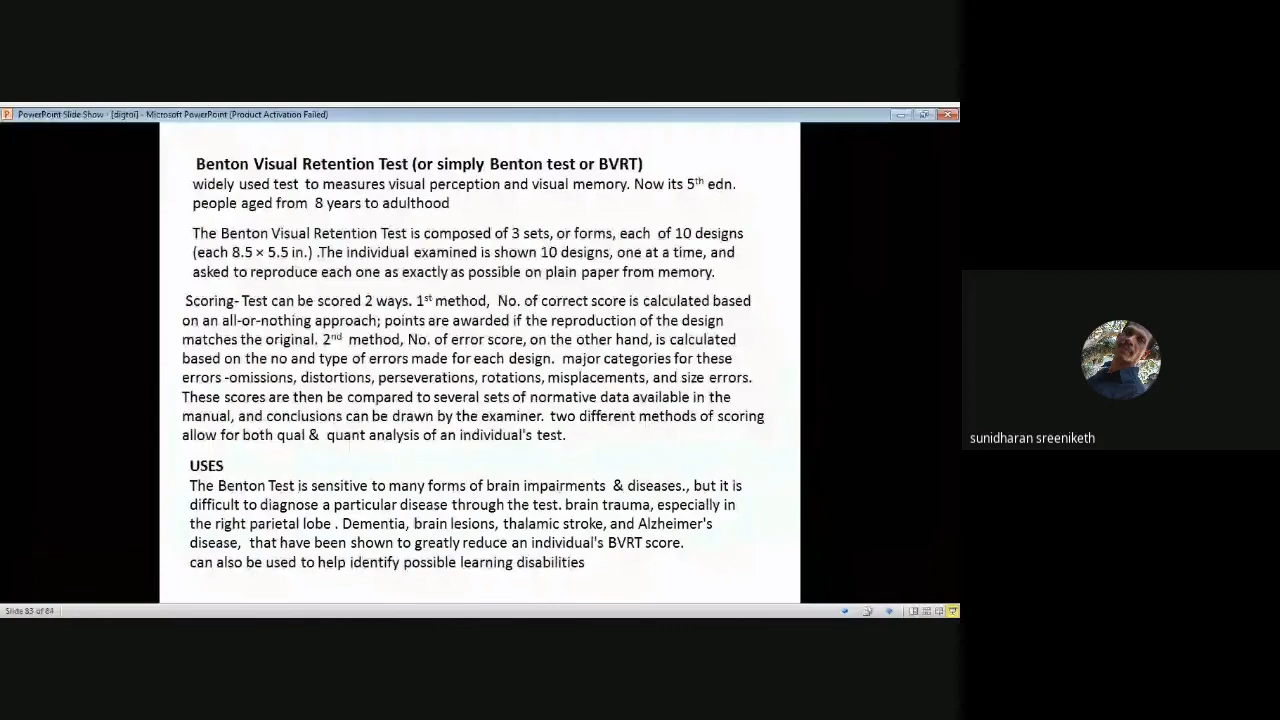 PowerPoint Slide Show - [digtoi] - Microsoft PowerPoint (Product Activation Failed)
Benton Visual Retention Test (or simply Benton test or BVRT)
widely used test to measures visual perception and visual memory. Now its 5th edn.
people aged from 8 years to adulthood
The Benton Visual Retention Test is composed of 3 sets, or forms, each of 10 designs
(each 8.5 × 5.5 in.) .The individual examined is shown 10 designs, one at a time, and
asked to reproduce each one as exactly as possible on plain paper from memory.
Scoring- Test can be scored 2 ways. 1st method, No. of correct score is calculated based
on an all-or-nothing approach; points are awarded if the reproduction of the design
matches the original. 2nd method, No. of error score, on the other hand, is calculated
based on the no and type of errors made for each design. major categories for these
errors -omissions, distortions, perseverations, rotations, misplacements, and size errors.
These scores are then be compared to several sets of normative data available in the
manual, and conclusions can be drawn by the examiner. two different methods of scoring
allow for both qual & quant analysis of an individual's test.
USES
The Benton Test is sensitive to many forms of brain impairments & diseases., but it is
difficult to diagnose a particular disease through the test. brain trauma, especially in
the right parietal lobe . Dementia, brain lesions, thalamic stroke, and Alzheimer's
disease, that have been shown to greatly reduce an individual's BVRT score.
can also be used to help identify possible learning disabilities
Slide 83 of 84
sunidharan sreeniketh